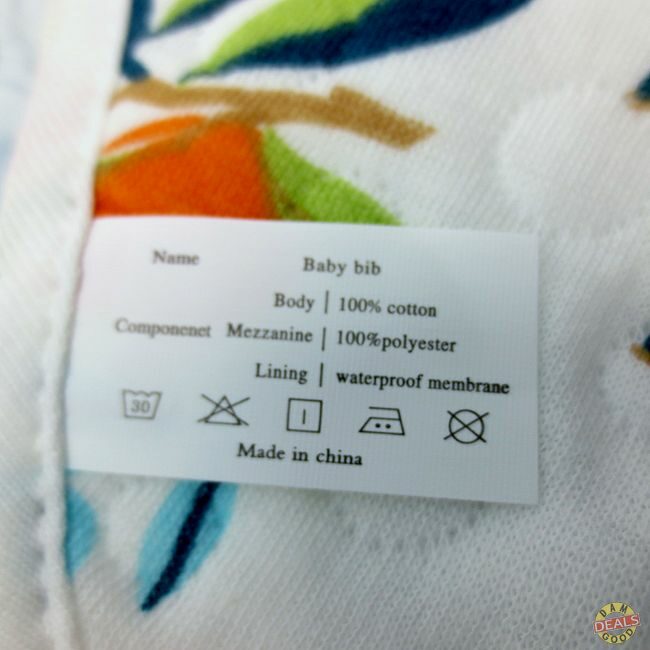 Name Baby bib
Body | 100% cotton
Componenet Mezzanine | 100%polyester
Lining | waterproof membrane
30
Made in china
DAM
DEALS
GOOD